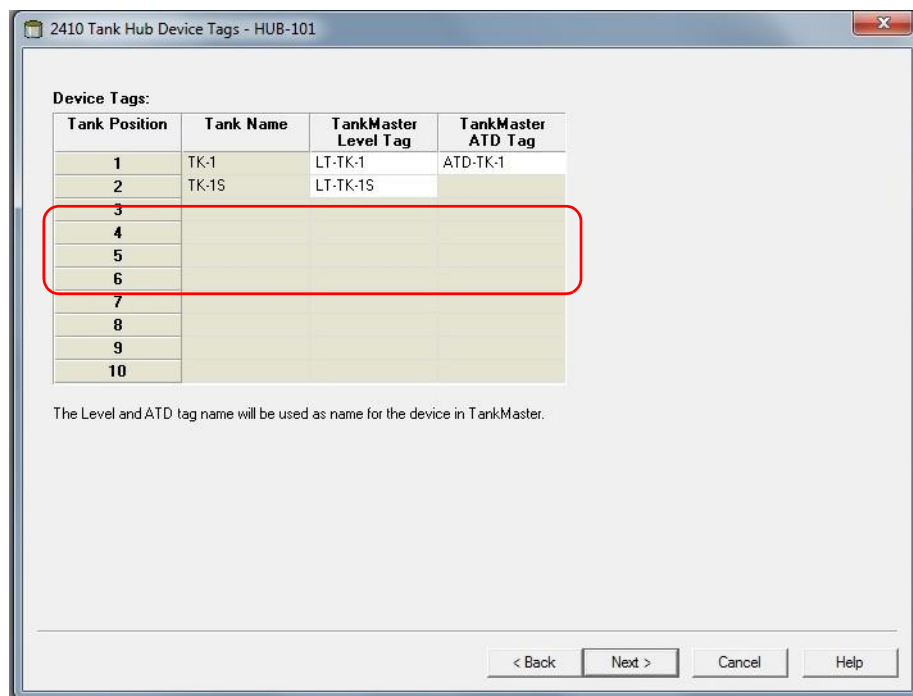 2410 Tank Hub Device Tags - HUB-101
Device Tags:
Tank Position Tank Name TankMaster Level Tag TankMaster ATD Tag
1 TK-1 LT-TK-1 ATD-TK-1
2 TK-1S LT-TK-1S
3
4
5
6
7
8
9
10
The Level and ATD tag name will be used as name for the device in TankMaster.
< Back Next > Cancel Help